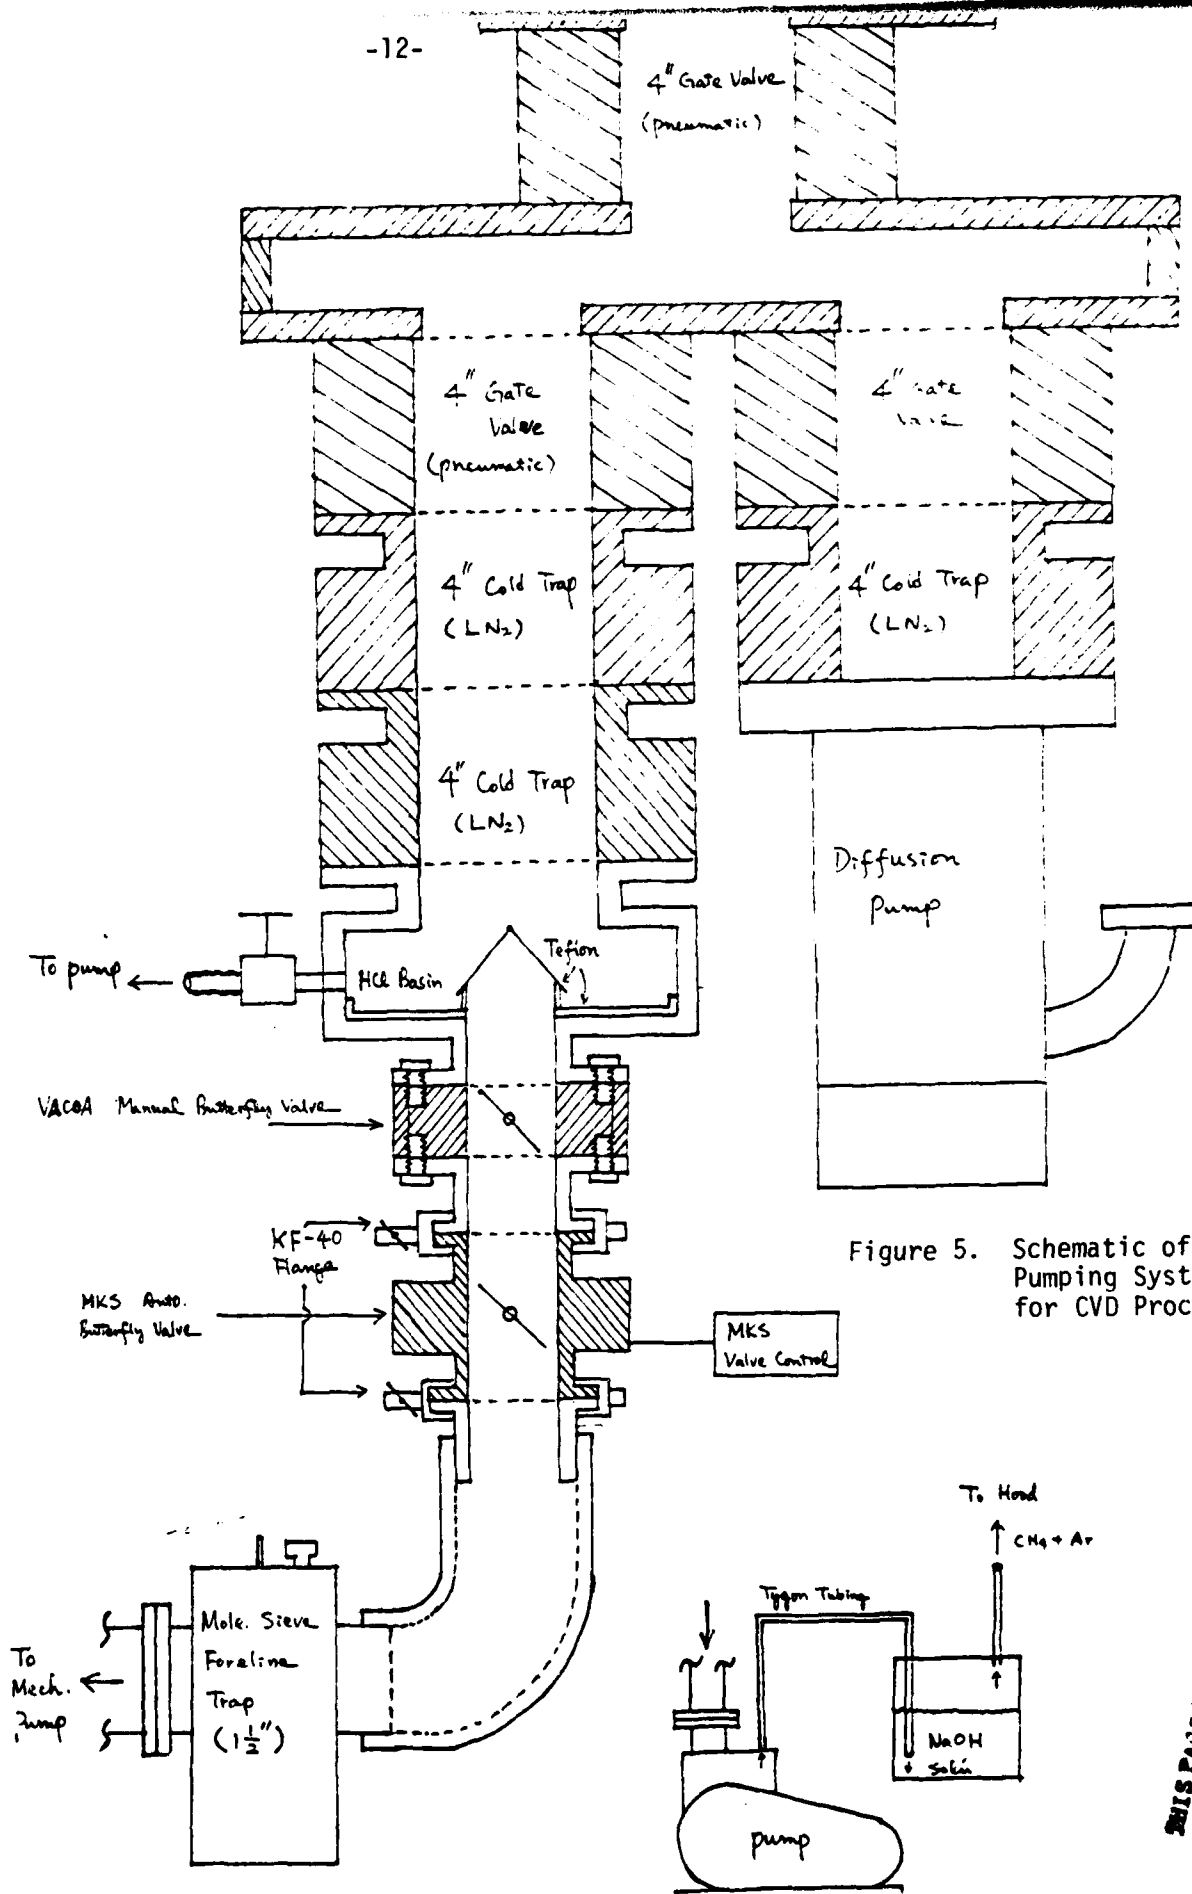 -12-
4" Gate Valve
(pneumatic)
4" Gate
Valve
(pneumatic)
4"
4" Cold Trap
(LN₂)
4" Cold Trap
(LN₂)
4" Cold Trap
(LN₂)
Diffusion
Pump
Teflon
To pump
HCl Basin
VACOA Manual Butterfly Valve
KF-40
Flange
Figure 5. Schematic of
Pumping Syst
for CVD Proc
MKS Auto.
Butterfly Valve
MKS
Valve Control
To Hood
CH₄ + Ar
Tygon Tubing
Mole. Sieve
Foreline
Trap
(1½")
To
Mech.
Pump
NaOH
Soln
pump
THIS PA